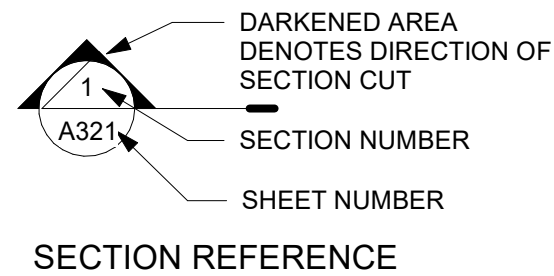 DARKENED AREA
DENOTES DIRECTION OF
SECTION CUT
1
A321
SECTION NUMBER
SHEET NUMBER
SECTION REFERENCE